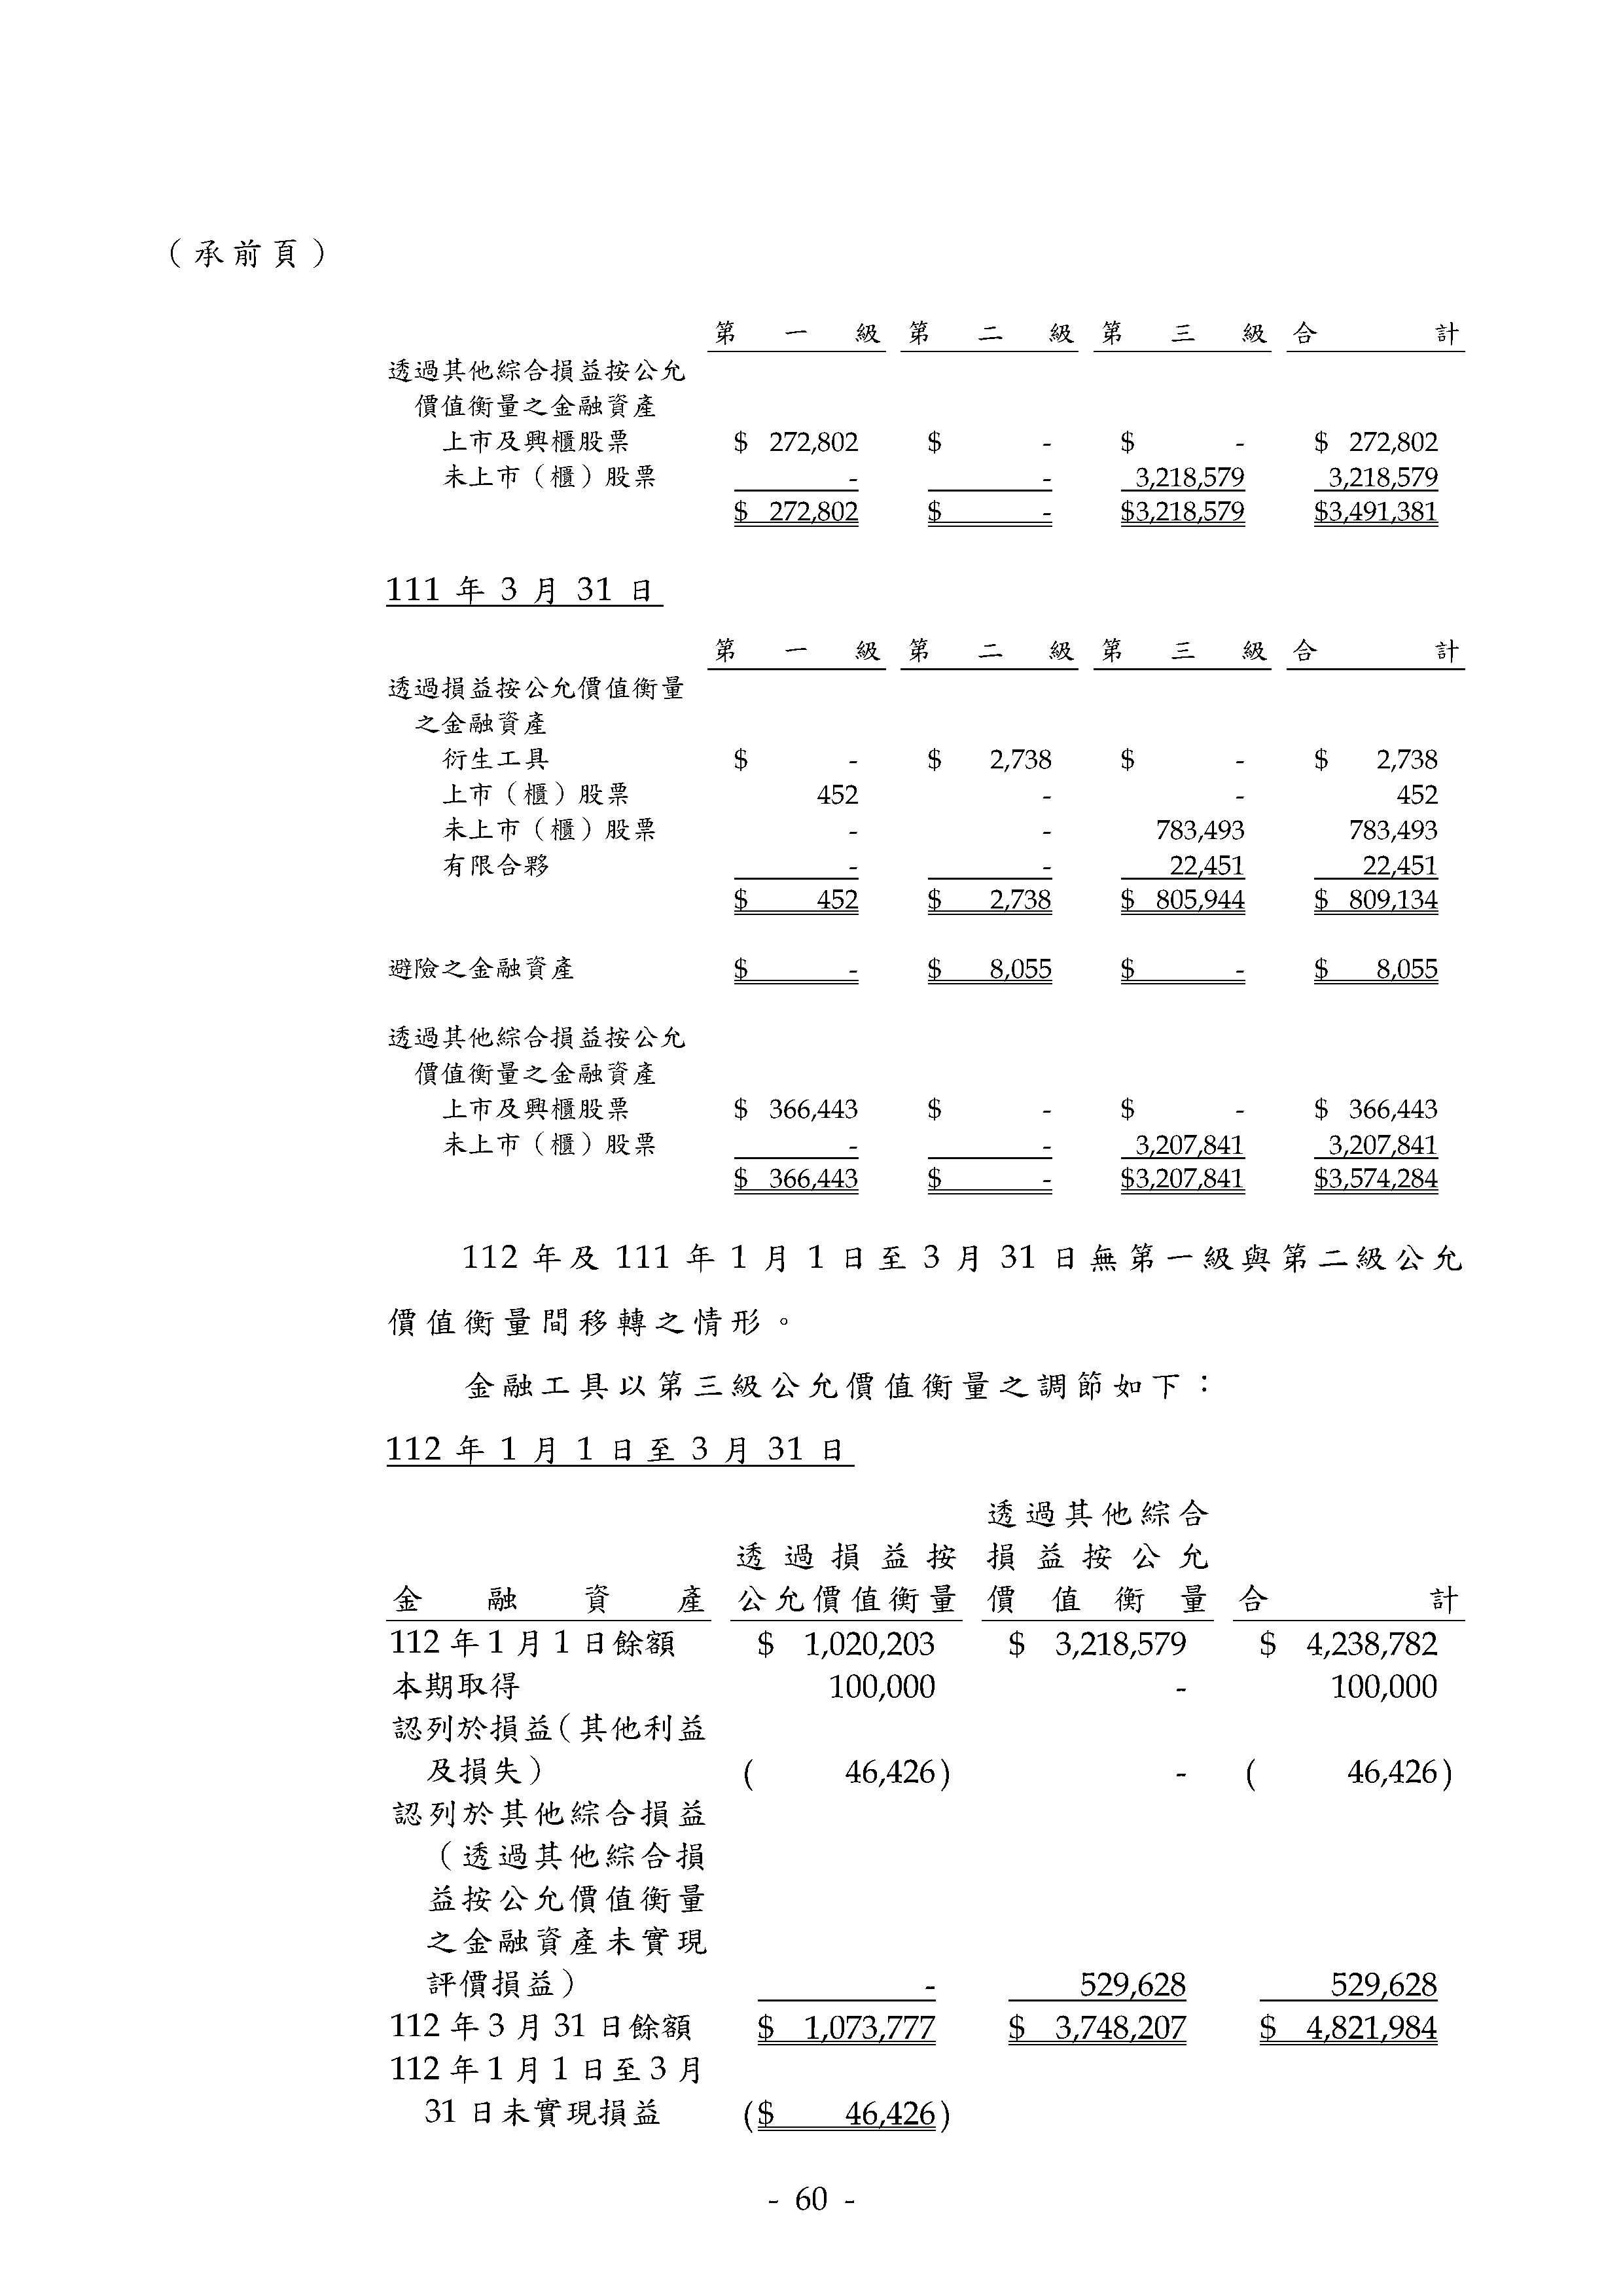 （承前頁）
第一級 第二級 第三級 合計
透過其他綜合損益按公允
價值衡量之金融資產
上市及興櫃股票 $ 272,802 $ - $ - $ 272,802
未上市（櫃）股票 - - 3,218,579 3,218,579
$ 272,802 $ - $3,218,579 $3,491,381
111 年 3 月 31 日
第一級 第二級 第三級 合計
透過損益按公允價值衡量
之金融資產
衍生工具 $ - $ 2,738 $ - $ 2,738
上市（櫃）股票 452 - - 452
未上市（櫃）股票 - - 783,493 783,493
有限合夥 - - 22,451 22,451
$ 452 $ 2,738 $ 805,944 $ 809,134
避險之金融資產 $ - $ 8,055 $ - $ 8,055
透過其他綜合損益按公允
價值衡量之金融資產
上市及興櫃股票 $ 366,443 $ - $ - $ 366,443
未上市（櫃）股票 - - 3,207,841 3,207,841
$ 366,443 $ - $3,207,841 $3,574,284
112 年及 111 年 1 月 1 日至 3 月 31 日無第一級與第二級公允
價值衡量間移轉之情形。
金融工具以第三級公允價值衡量之調節如下：
112 年 1 月 1 日至 3 月 31 日
透過其他綜合
透過損益按 損益按公允
金融資產 公允價值衡量 價值衡量 合計
112 年 1 月 1 日餘額 $ 1,020,203 $ 3,218,579 $ 4,238,782
本期取得 100,000 - 100,000
認列於損益（其他利益
及損失） ( 46,426) - ( 46,426)
認列於其他綜合損益
（透過其他綜合損
益按公允價值衡量
之金融資產未實現
評價損益） - 529,628 529,628
112 年 3 月 31 日餘額 $ 1,073,777 $ 3,748,207 $ 4,821,984
112 年 1 月 1 日至 3 月
31 日未實現損益 ($ 46,426)
- 60 -